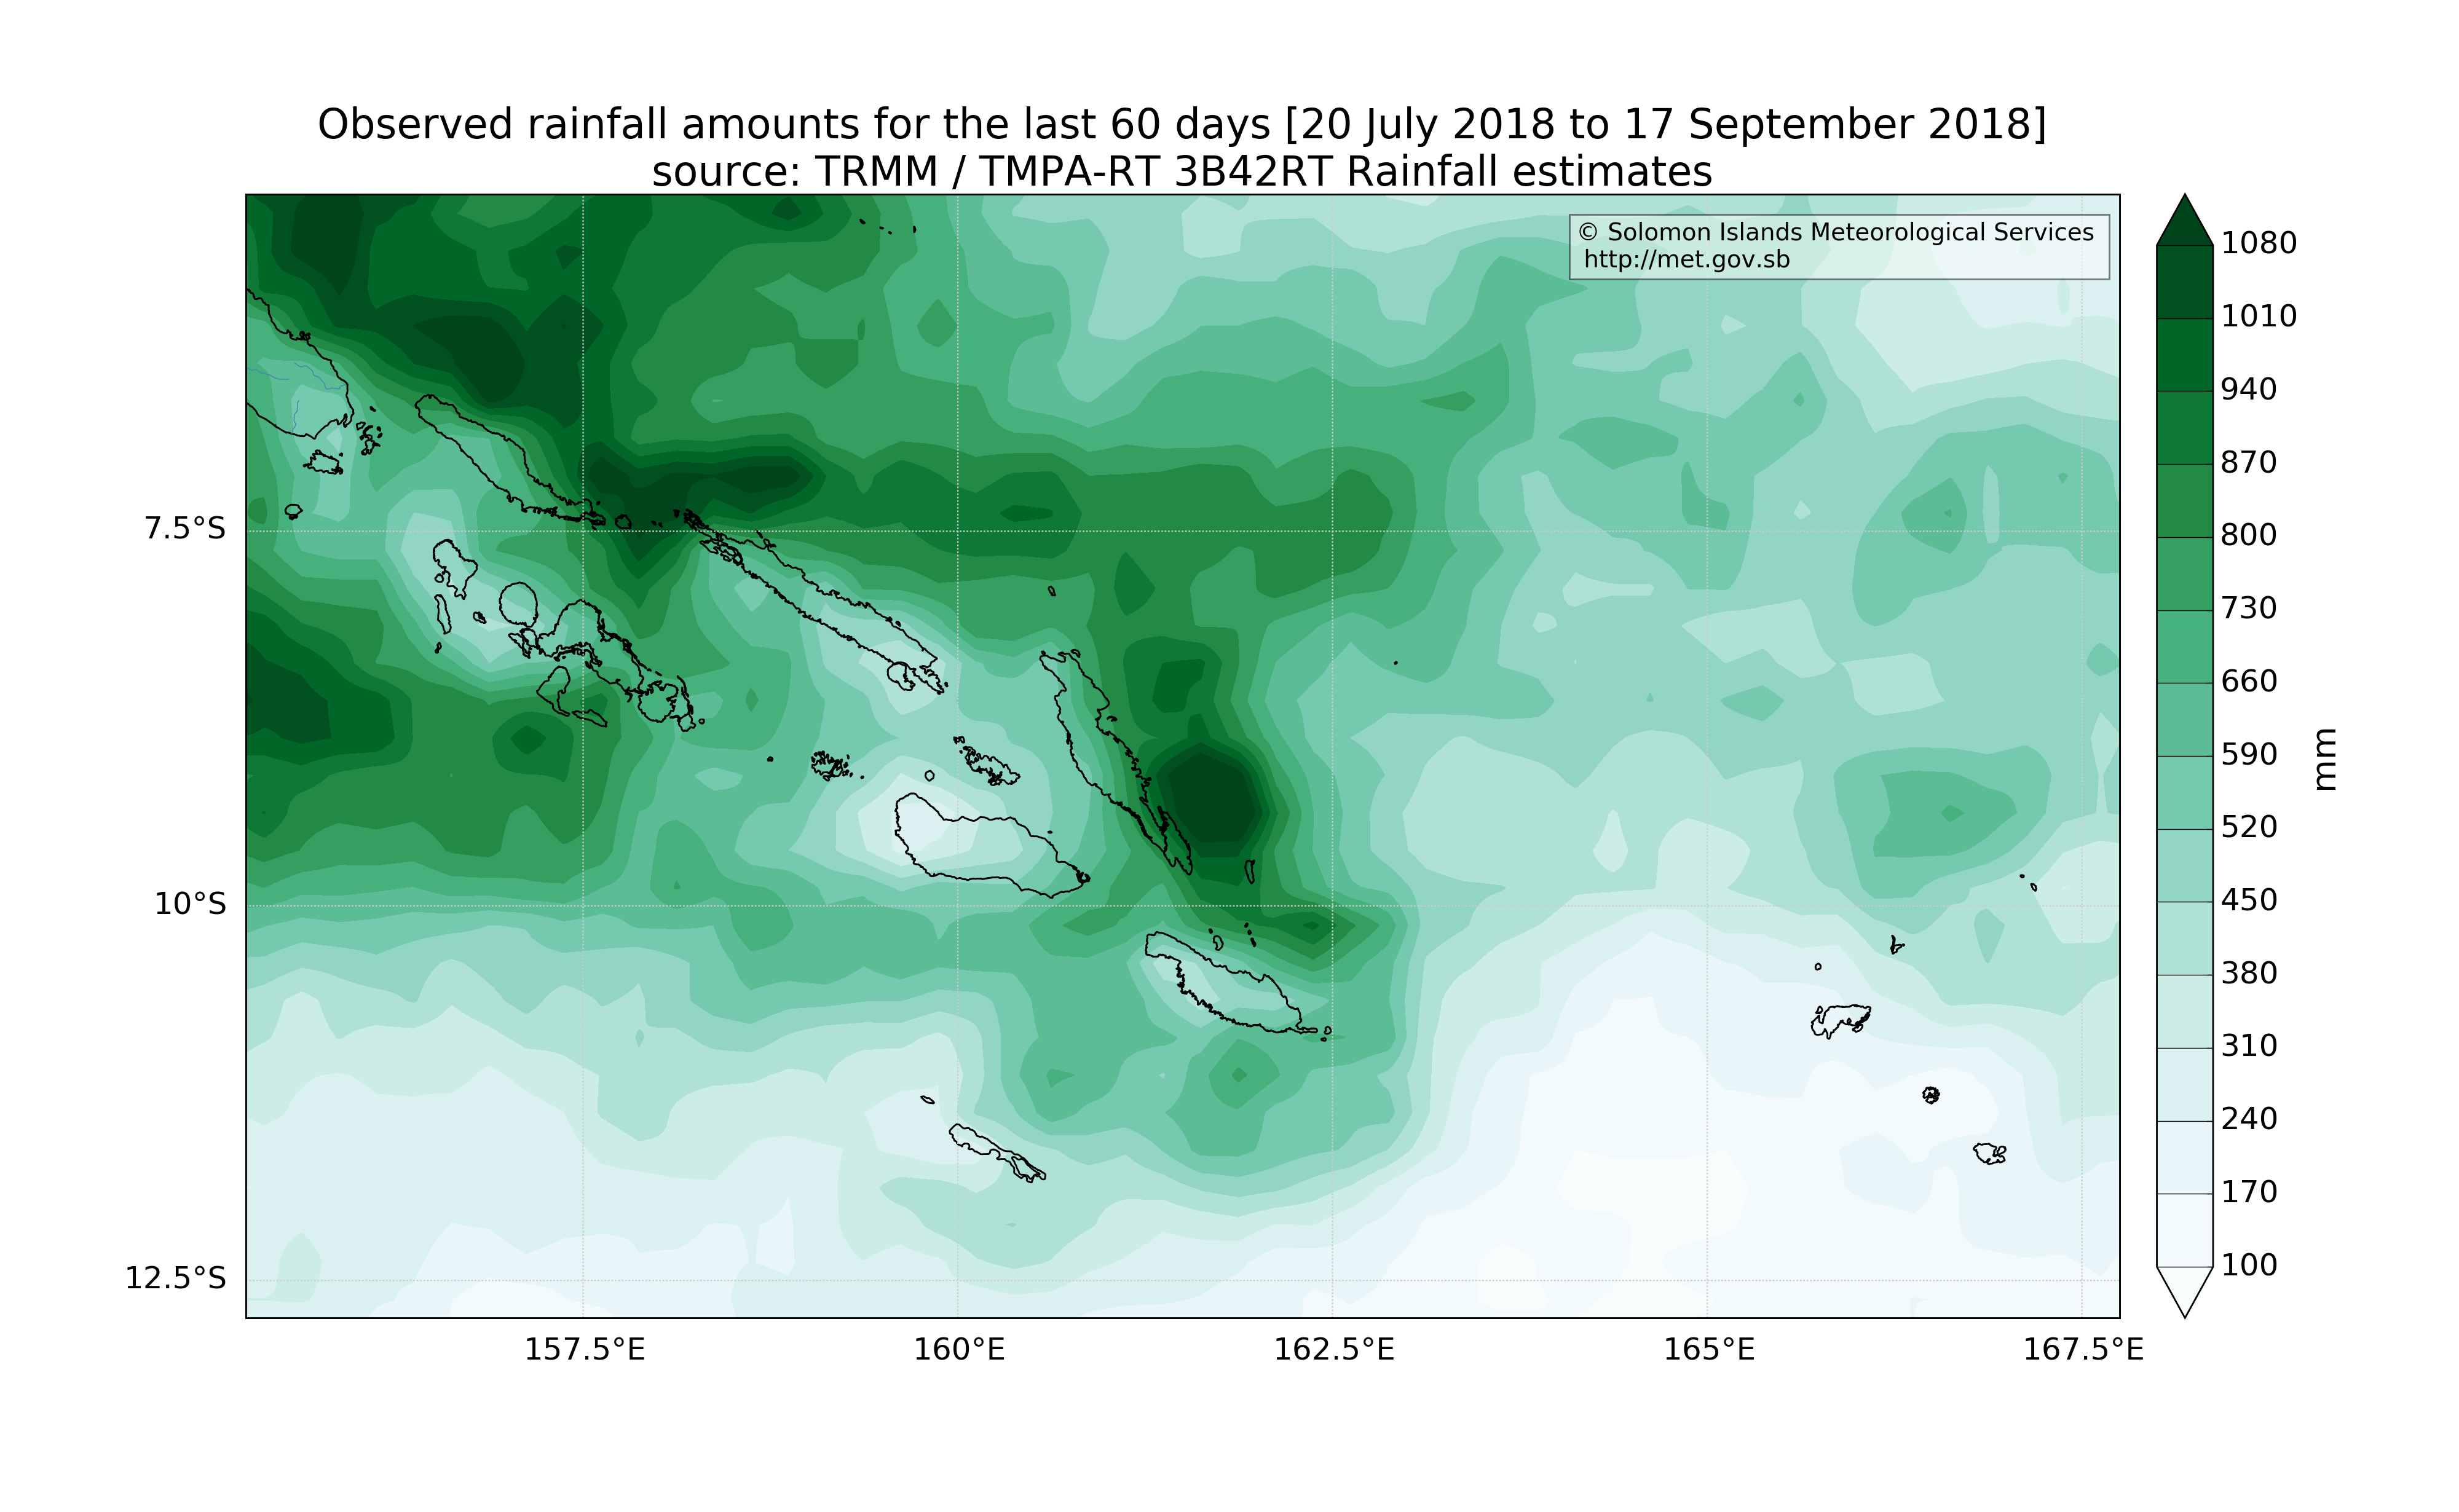 Observed rainfall amounts for the last 60 days [20 July 2018 to 17 September 2018]
source: TRMM / TMPA-RT 3B42RT Rainfall estimates
© Solomon Islands Meteorological Services
http://met.gov.sb
7.5°S
10°S
12.5°S
157.5°E
160°E
162.5°E
165°E
167.5°E
1080
1010
940
870
800
730
660
590
520
450
380
310
240
170
100
mm